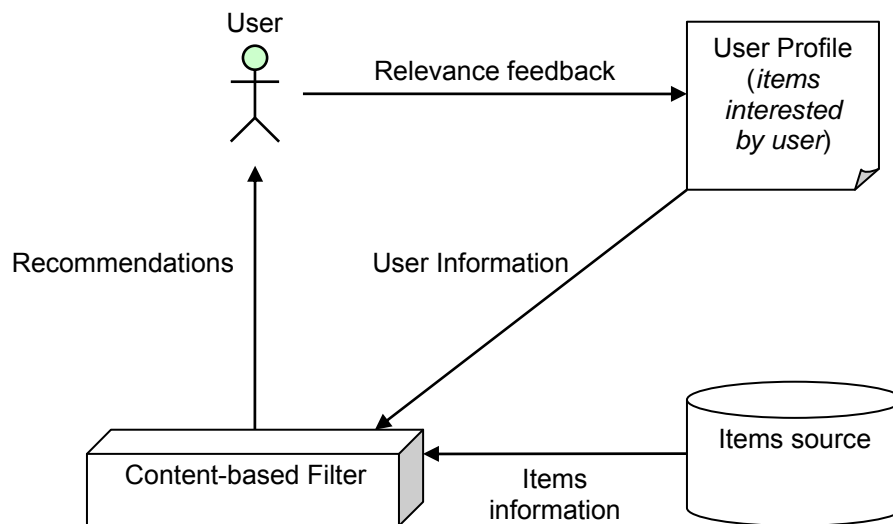 User
Relevance feedback
User Profile
(items
interested
by user)
Recommendations
User Information
Content-based Filter
Items
information
Items source